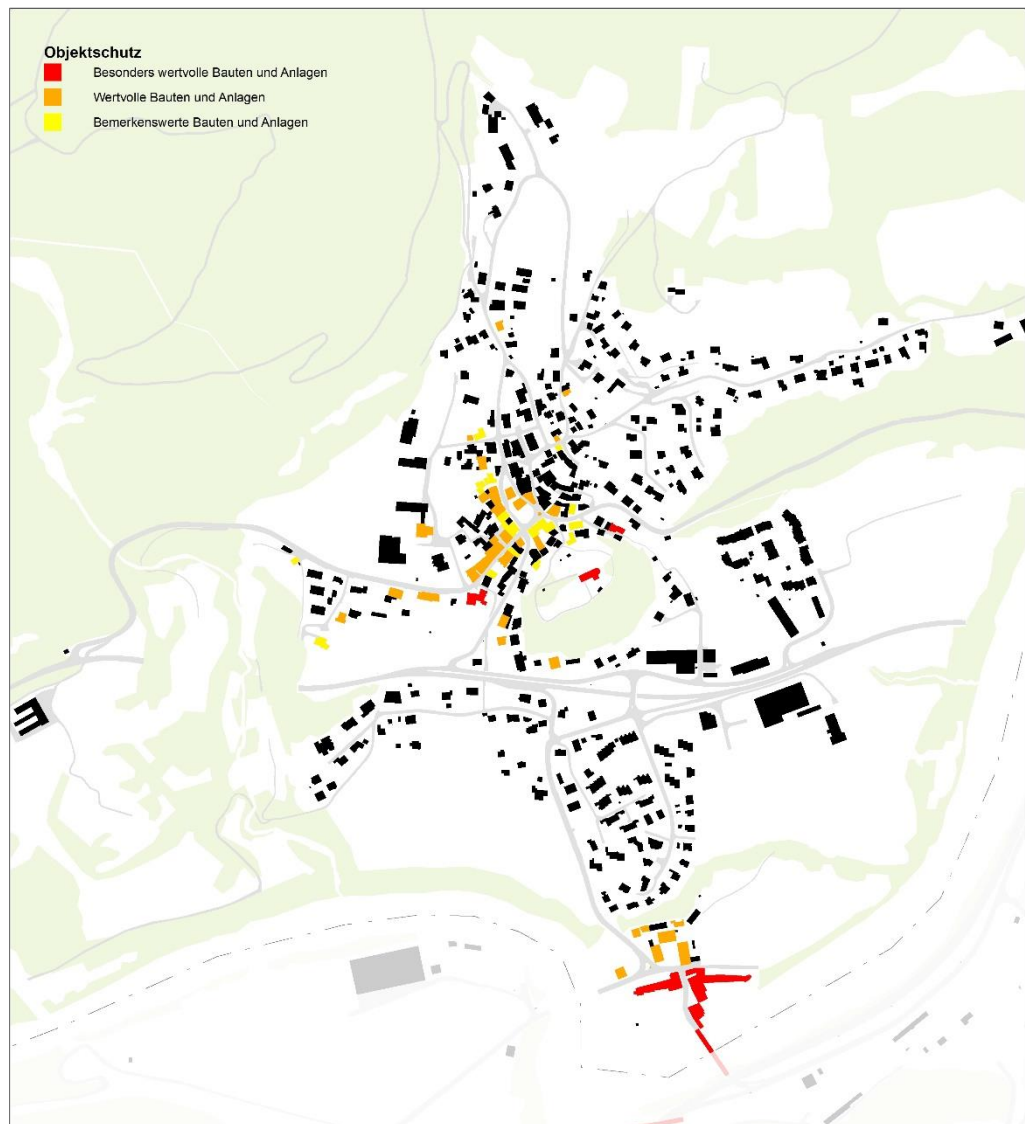 Objektschutz
Besonders wertvolle Bauten und Anlagen
Wertvolle Bauten und Anlagen
Bemerkenswerte Bauten und Anlagen